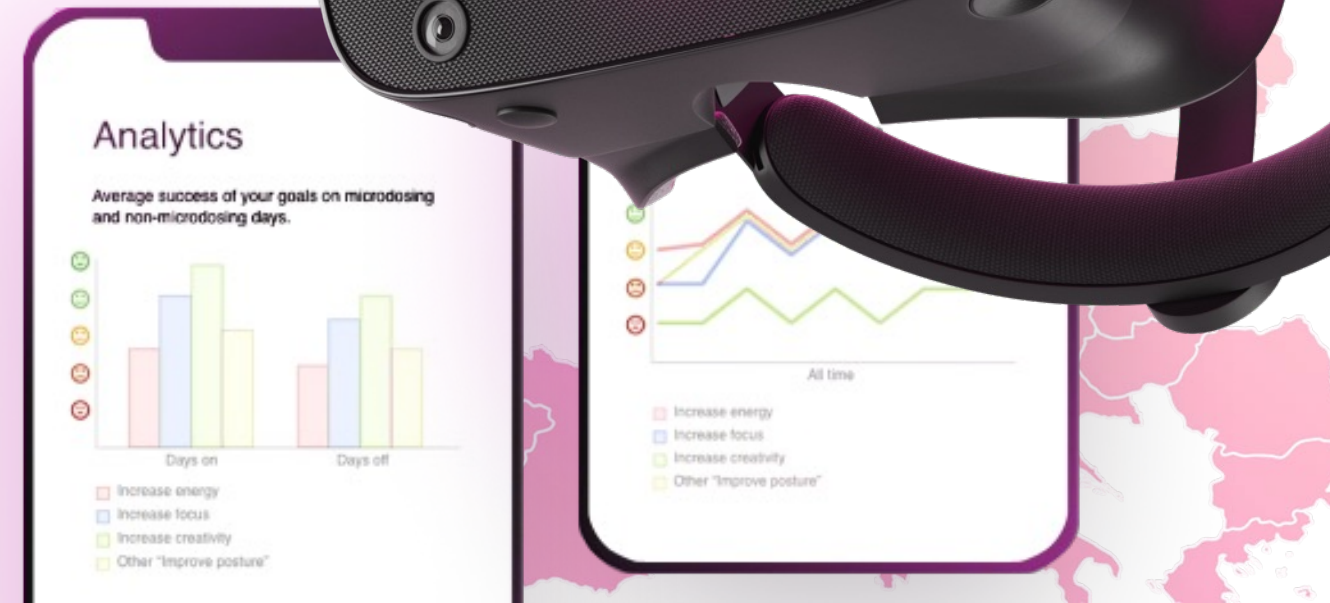 Analytics
Average success of your goals on microdosing
and non-microdosing days.
Days on
Days off
Increase energy
Increase focus
Increase creativity
Other "Improve posture"
All time
Increase energy
Increase focus
Increase creativity
Other "Improve posture"